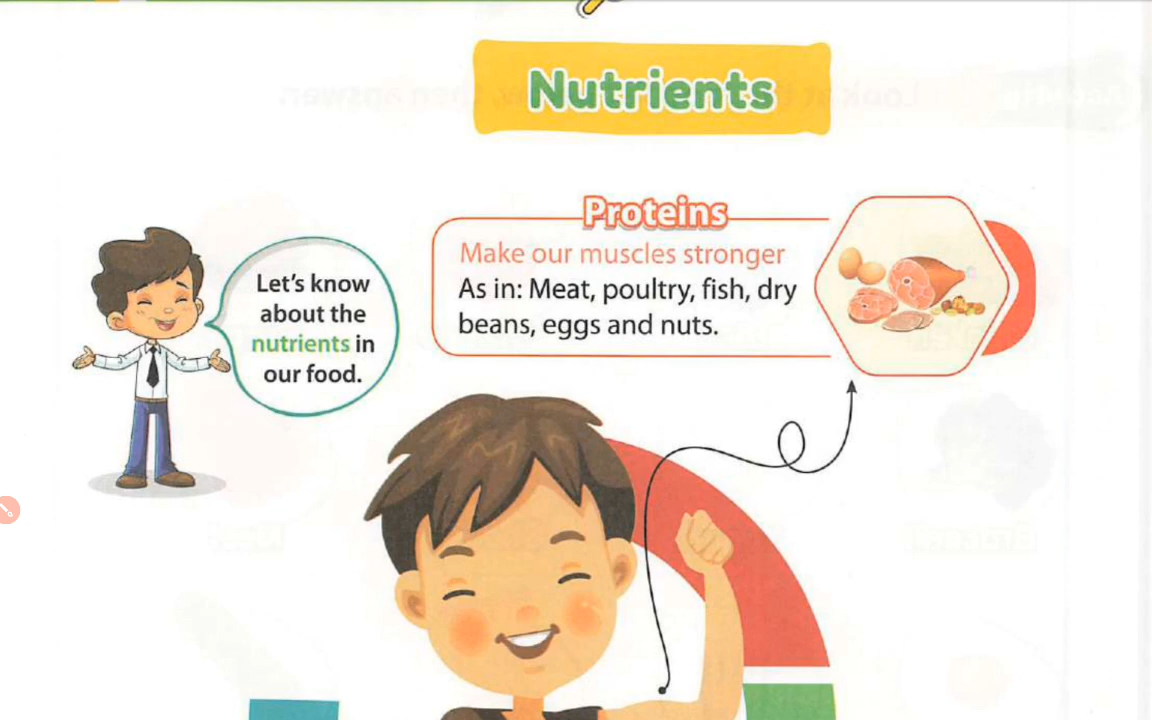 Nutrients
Let's know
about the
nutrients in
our food.
Proteins
Make our muscles stronger
As in: Meat, poultry, fish, dry
beans, eggs and nuts.